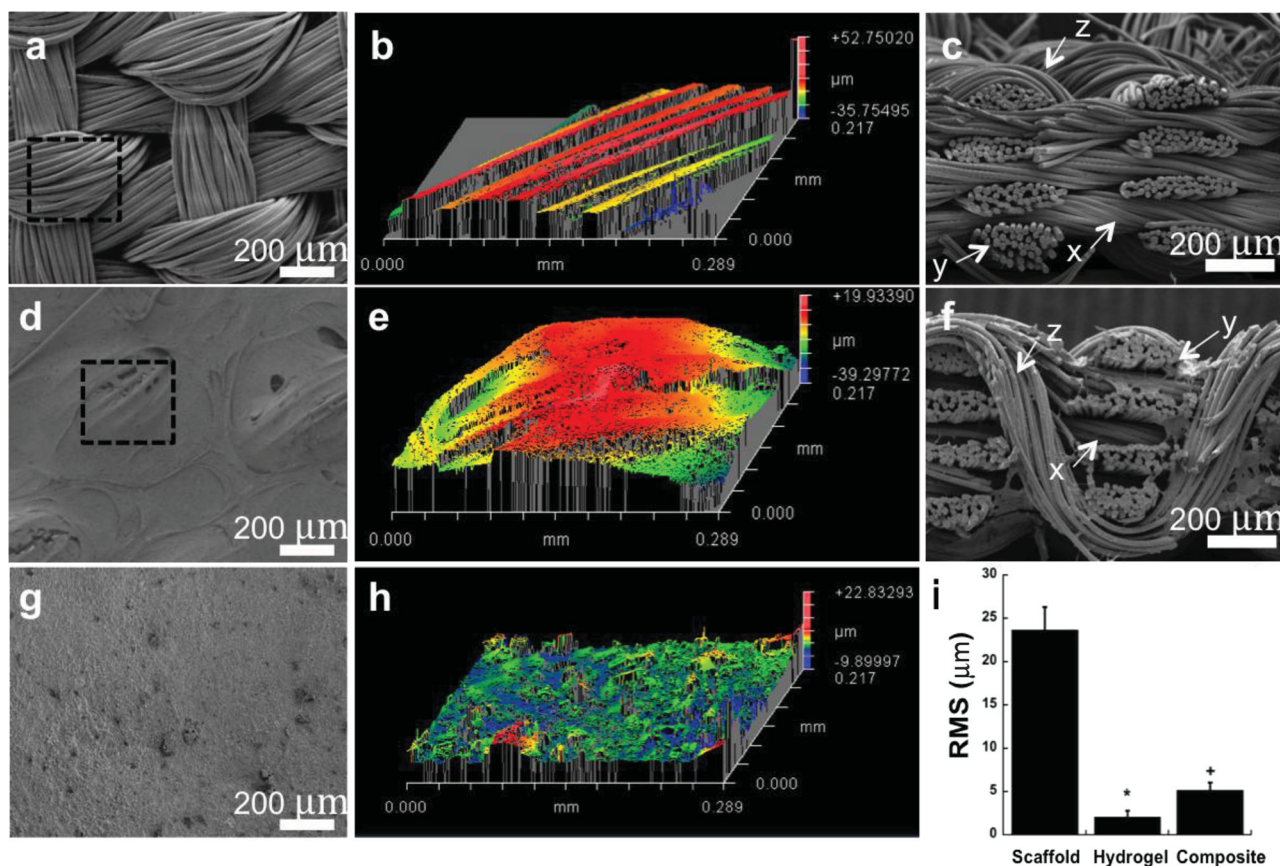 a
200 μm
b
+52.75020
μm
-35.75495
0.217
mm
0.000
0.000
mm
0.289
c
z
x
y
200 μm
d
200 μm
e
+19.93390
μm
-39.29772
0.217
mm
0.000
0.000
mm
0.289
f
z
y
x
200 μm
g
200 μm
h
+22.83293
μm
-9.89997
0.217
mm
0.000
0.000
mm
0.289
i
30
25
20
15
10
5
0
RMS (μm)
*
+
Scaffold Hydrogel Composite